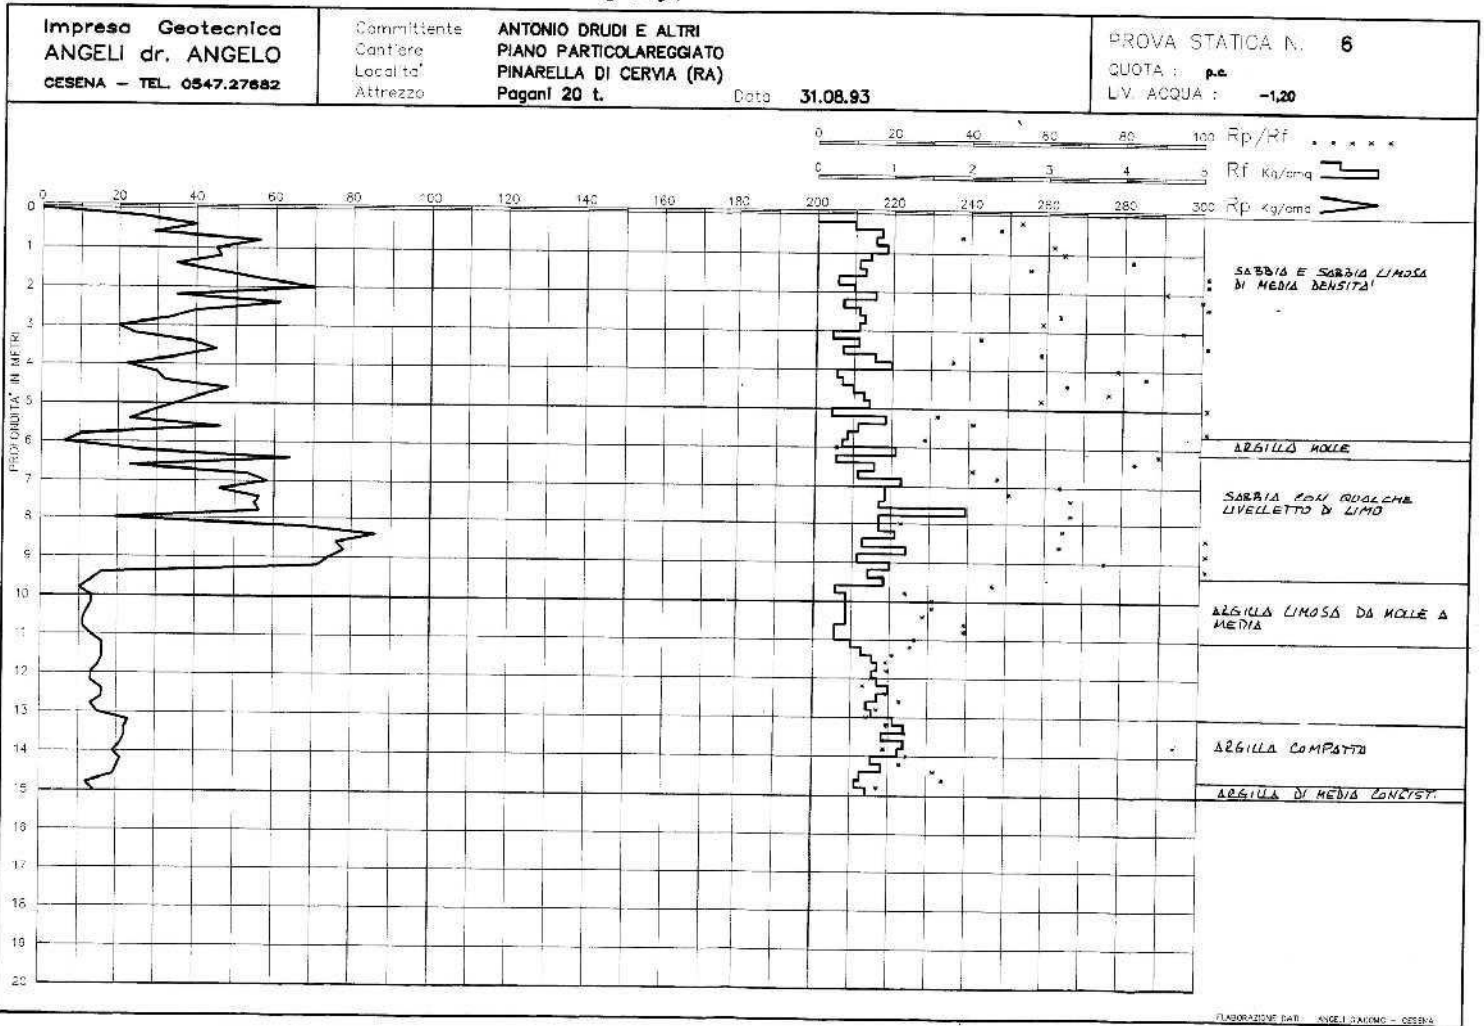 Impresa Geotecnica
ANGELI dr. ANGELO
CESENA - TEL. 0547.27682
Committente ANTONIO DRUDI E ALTRI
Cantiere PIANO PARTICOLAREGGIATO
Localita' PINARELLA DI CERVIA (RA)
Attrezzo Pagani 20 t. Data 31.08.93
PROVA STATICA N. 6
QUOTA : p.c.
LIV. ACQUA : -1,20
0 20 40 60 80 100 Rp/Rf
0 1 2 3 4 5 Rf Kg/cmq
0 20 40 60 80 100 120 140 160 180 200 220 240 260 280 300 Rp Kg/cmq
PROFONDITA' IN METRI
0
1
2
3
4
5
6
7
8
9
10
11
12
13
14
15
16
17
18
19
20
SABBIA E SABBIA LIMOSA
DI MEDIA DENSITA'
ARGILLA MOLLE
SABBIA CON QUALCHE
LIVELLETTO DI LIMO
ARGILLA LIMOSA DA MOLLE A
MEDIA
ARGILLA COMPATTA
ARGILLA DI MEDIA CONSIST.
ELABORAZIONE DATI : ANGELI GIACOMO - CESENA